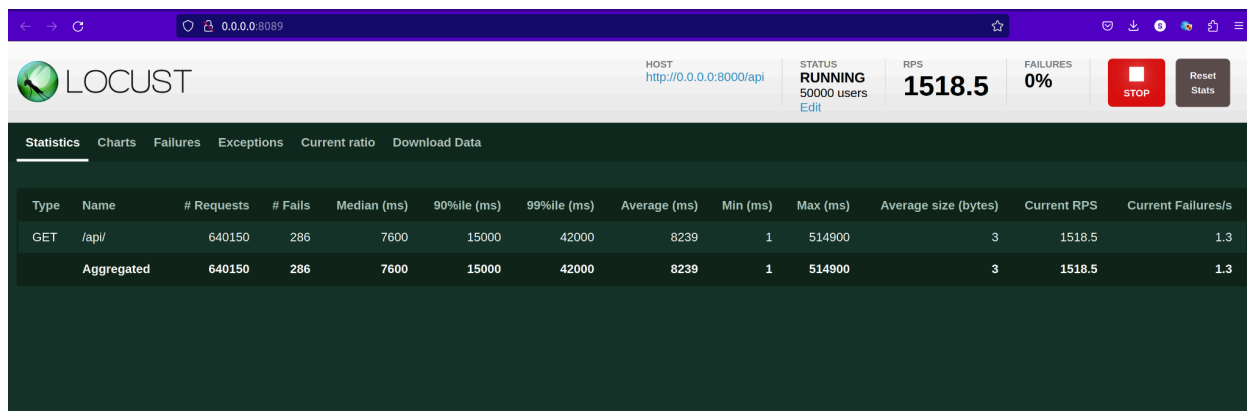 0.0.0.0:8089
LOCUST
HOST
http://0.0.0.0:8000/api
STATUS
RUNNING
50000 users
Edit
RPS
1518.5
FAILURES
0%
STOP
Reset
Stats
Statistics Charts Failures Exceptions Current ratio Download Data
Type Name # Requests # Fails Median (ms) 90%ile (ms) 99%ile (ms) Average (ms) Min (ms) Max (ms) Average size (bytes) Current RPS Current Failures/s
GET /api/ 640150 286 7600 15000 42000 8239 1 514900 3 1518.5 1.3
Aggregated 640150 286 7600 15000 42000 8239 1 514900 3 1518.5 1.3